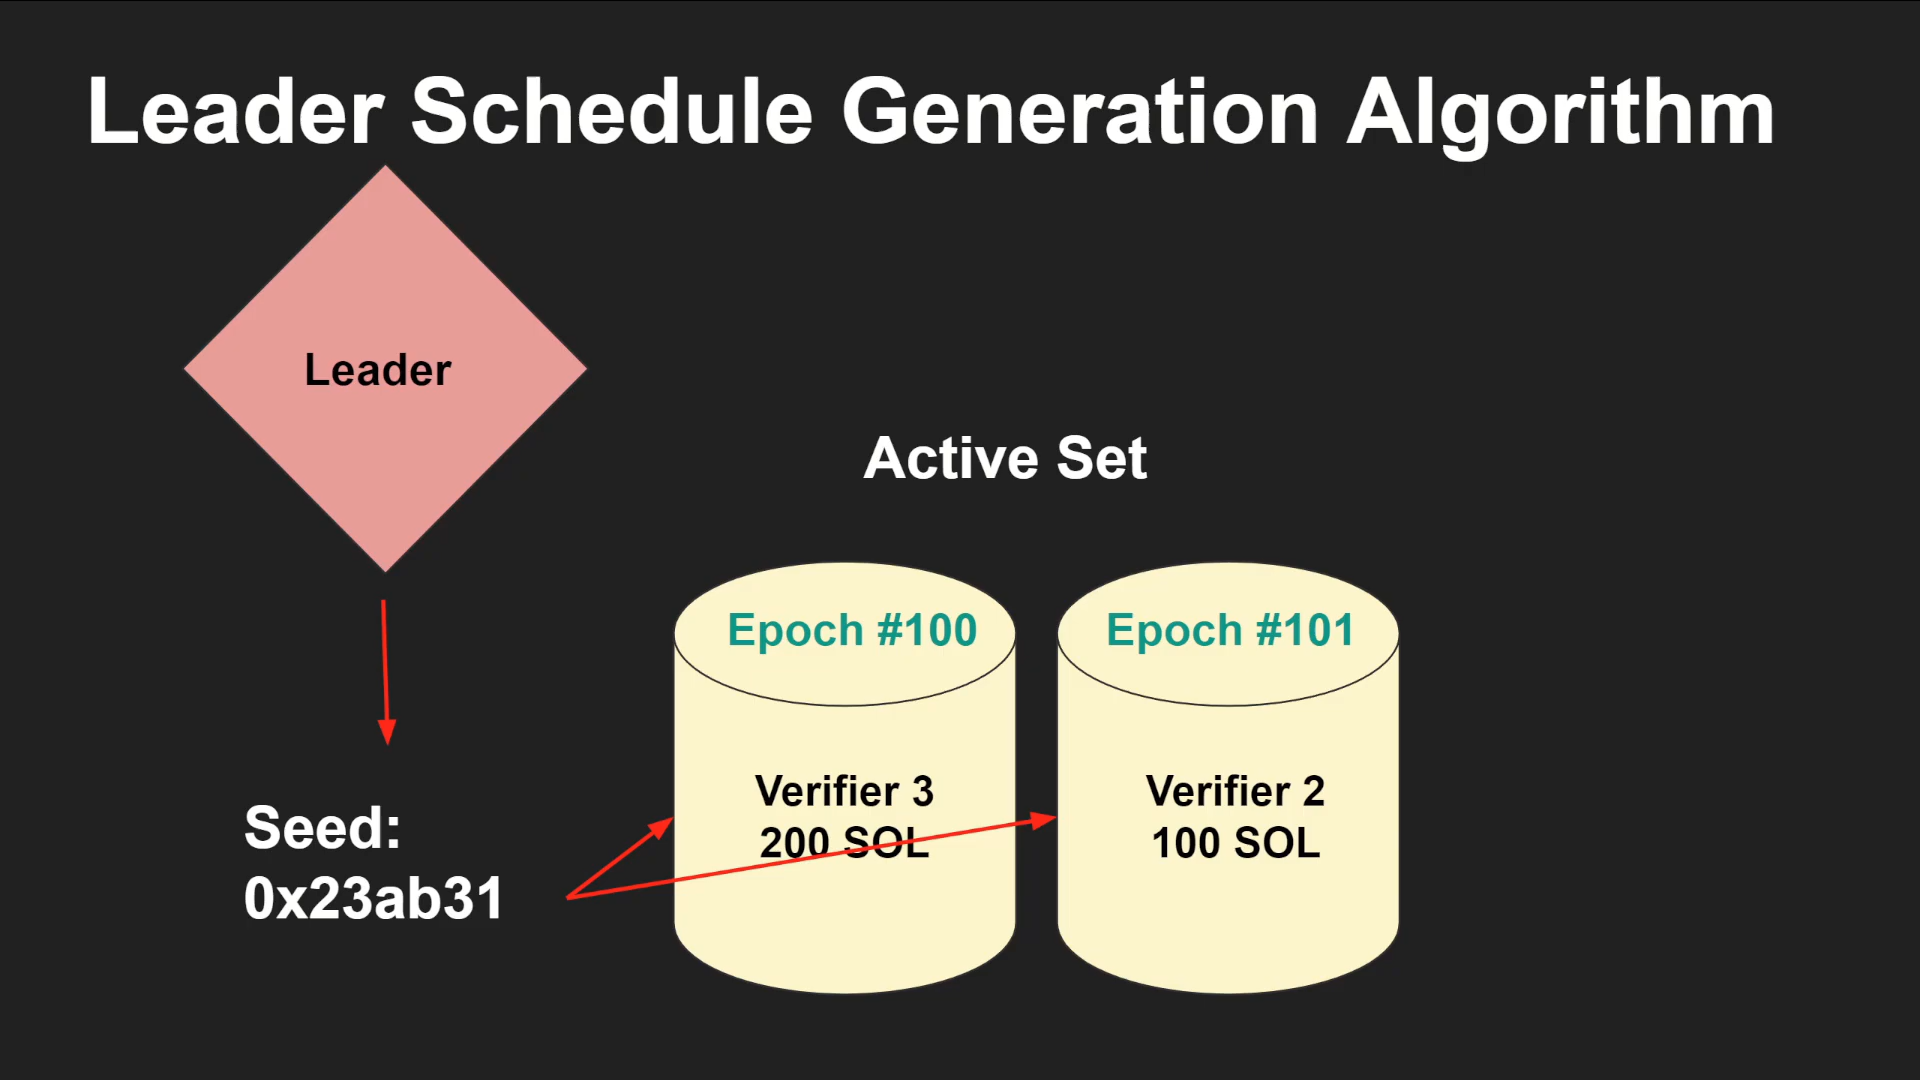 Leader Schedule Generation Algorithm
Leader
Active Set
Epoch #100
Epoch #101
Verifier 3
200 SOL
Verifier 2
100 SOL
Seed:
0x23ab31